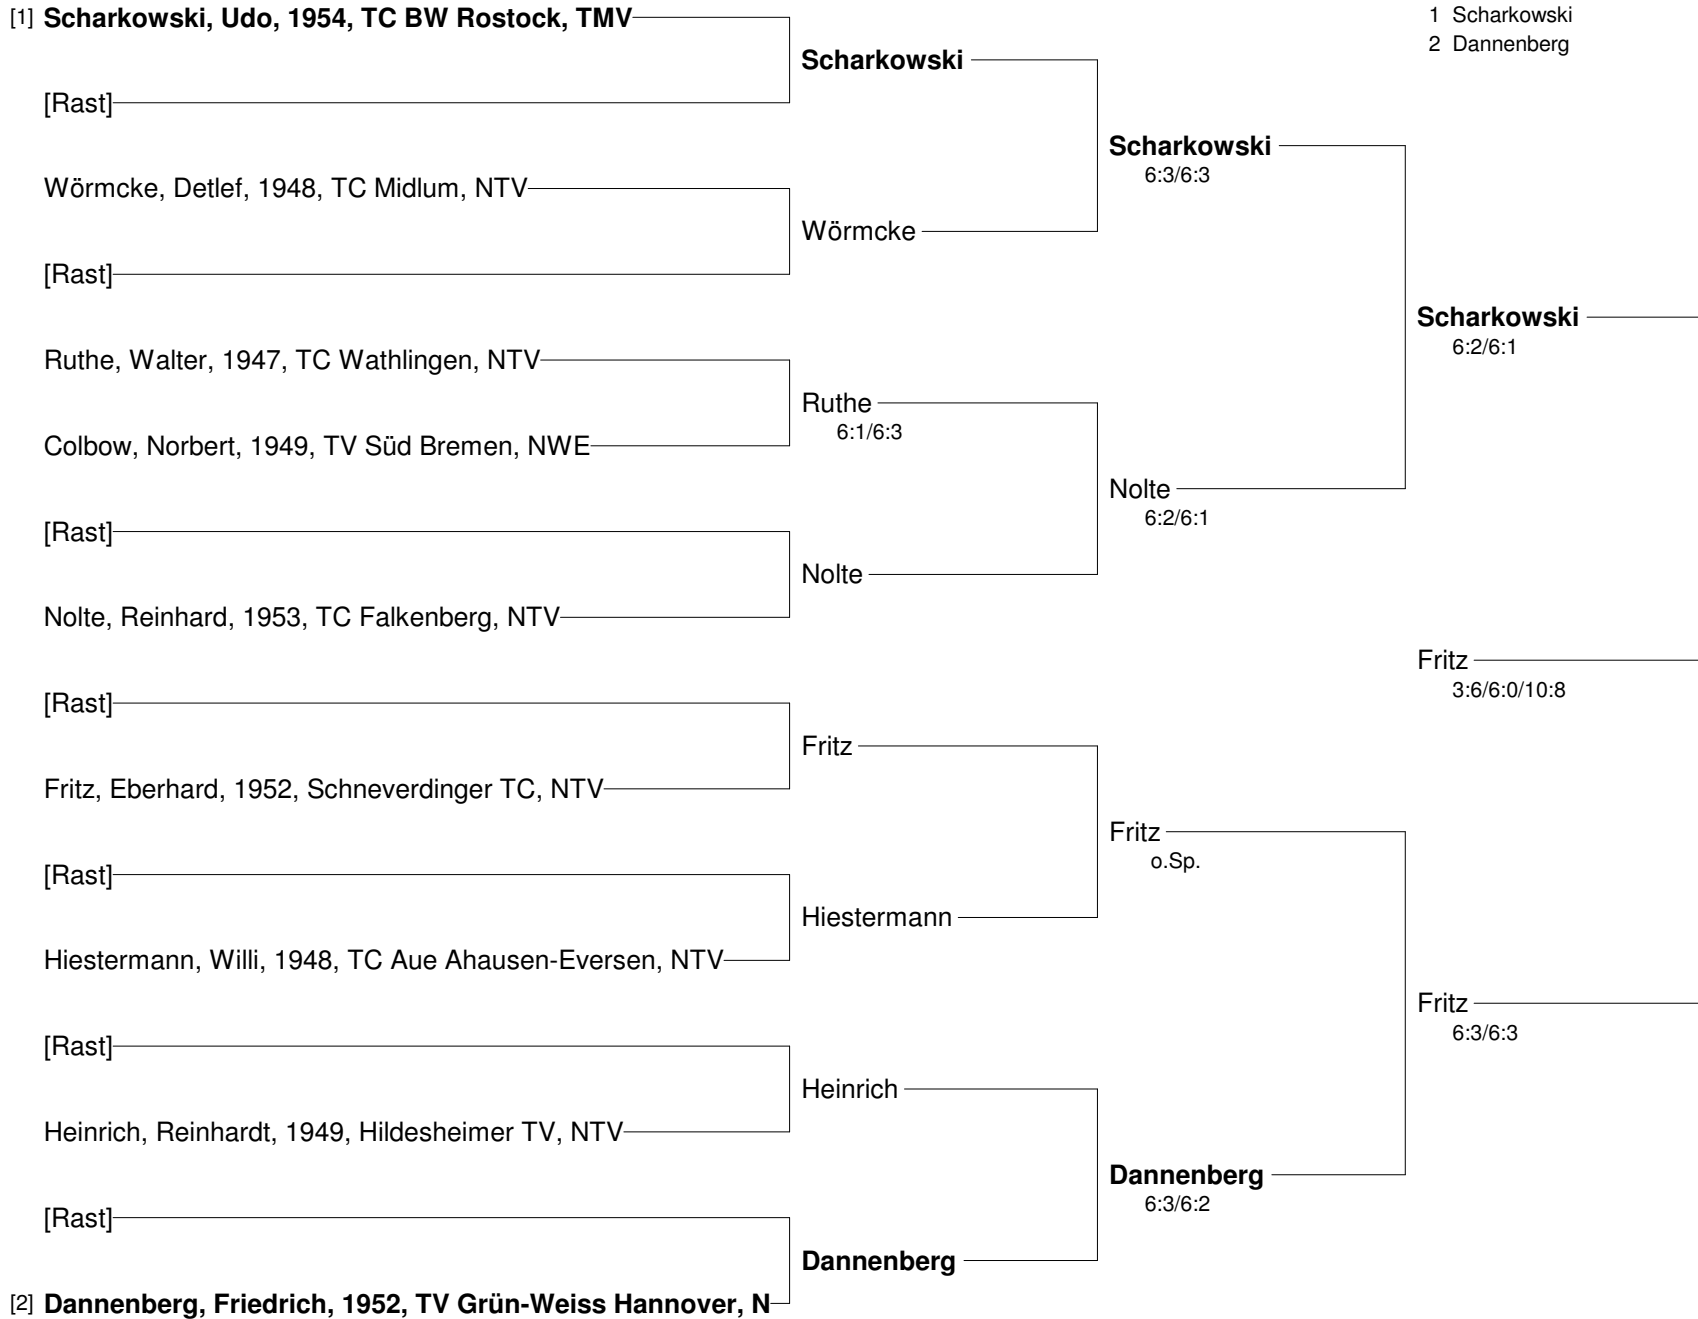 [1] Scharkowski, Udo, 1954, TC BW Rostock, TMV
[Rast]
Wörmcke, Detlef, 1948, TC Midlum, NTV
[Rast]
Ruthe, Walter, 1947, TC Wathlingen, NTV
Colbow, Norbert, 1949, TV Süd Bremen, NWE
[Rast]
Nolte, Reinhard, 1953, TC Falkenberg, NTV
[Rast]
Fritz, Eberhard, 1952, Schneverdinger TC, NTV
[Rast]
Hiestermann, Willi, 1948, TC Aue Ahausen-Eversen, NTV
[Rast]
Heinrich, Reinhardt, 1949, Hildesheimer TV, NTV
[Rast]
[2] Dannenberg, Friedrich, 1952, TV Grün-Weiss Hannover, N
Scharkowski
Wörmcke
Ruthe
6:1/6:3
Nolte
Fritz
Hiestermann
Heinrich
Dannenberg
Scharkowski
6:3/6:3
Nolte
6:2/6:1
Fritz
o.Sp.
Dannenberg
6:3/6:2
1 Scharkowski
2 Dannenberg
Scharkowski
6:2/6:1
Fritz
3:6/6:0/10:8
Fritz
6:3/6:3